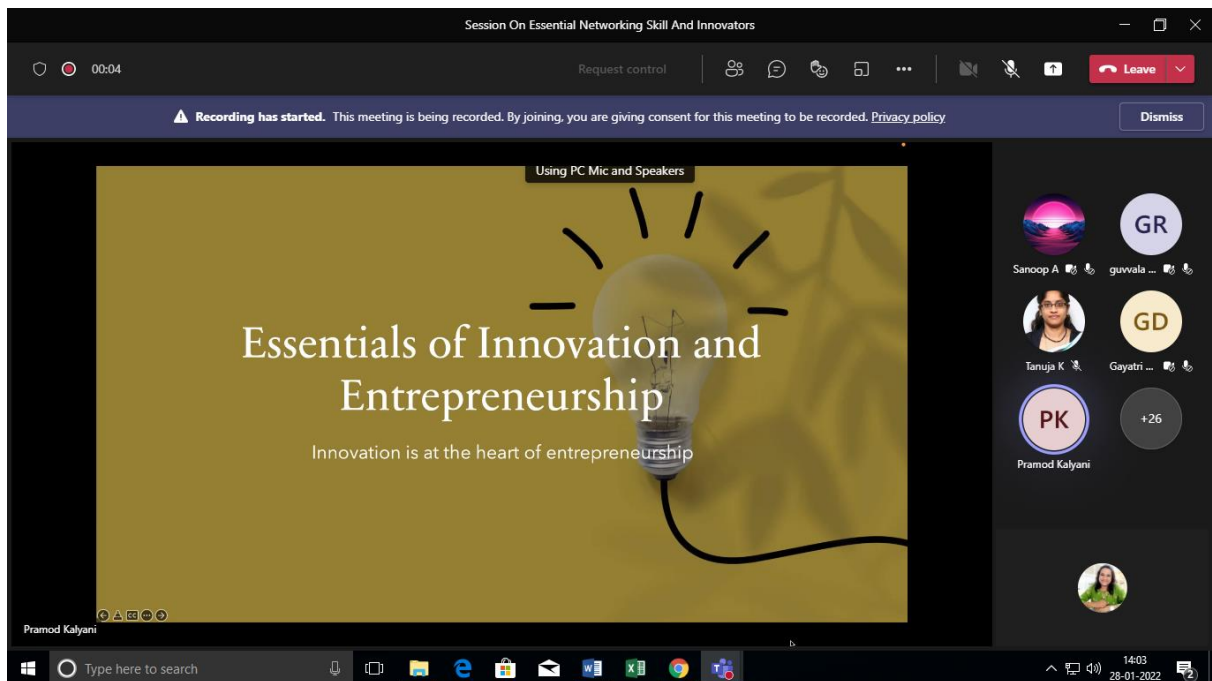 Session On Essential Networking Skill And Innovators
00:04
Request control
Leave
Recording has started. This meeting is being recorded. By joining, you are giving consent for this meeting to be recorded. Privacy policy
Dismiss
Using PC Mic and Speakers
Essentials of Innovation and
Entrepreneurship
Innovation is at the heart of entrepreneurship
Pramod Kalyani
GR
Sanoop A
guvvala ...
GD
Tanuja K
Gayatri ...
PK
+26
Pramod Kalyani
Type here to search
14:03
28-01-2022
2